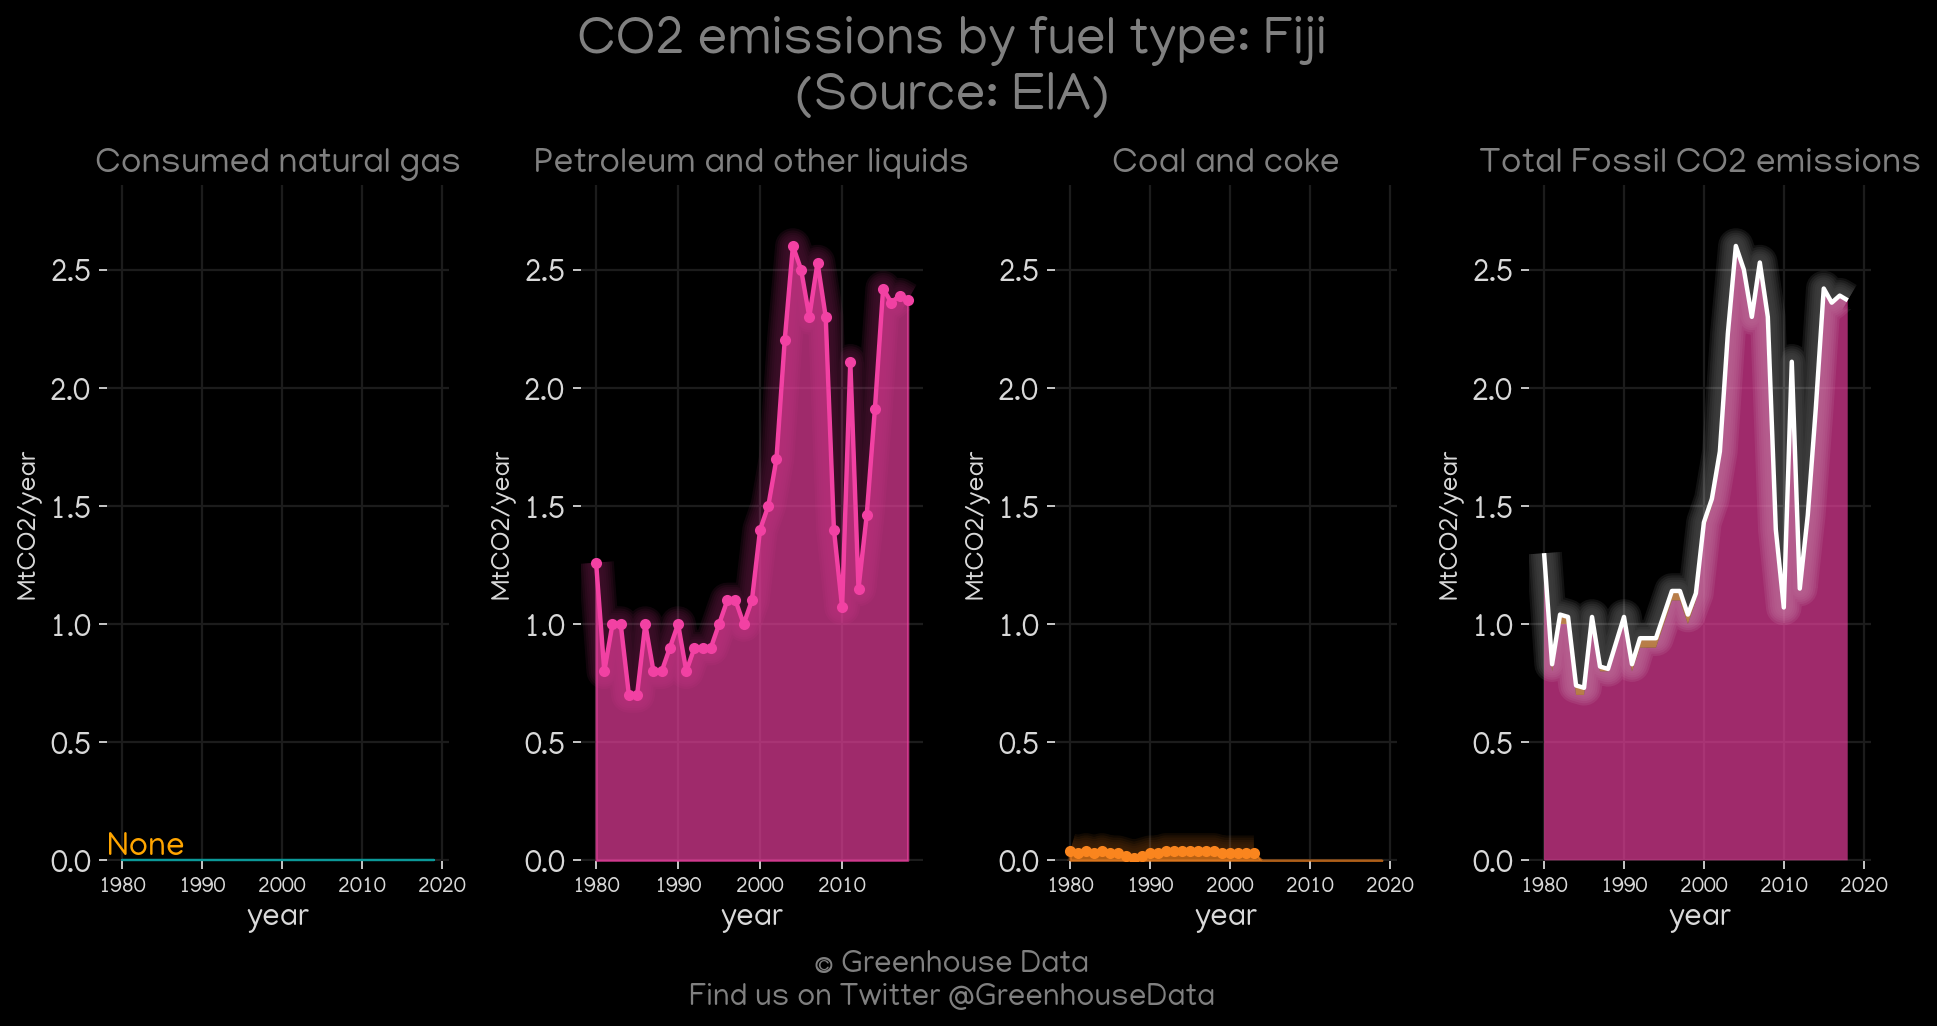 CO2 emissions by fuel type: Fiji
(Source: EIA)
Consumed natural gas
Petroleum and other liquids
Coal and coke
Total Fossil CO2 emissions
MtCO2/year
2.5
2.0
1.5
1.0
0.5
0.0
None
1980 1990 2000 2010 2020
year
MtCO2/year
2.5
2.0
1.5
1.0
0.5
0.0
1980 1990 2000 2010
year
MtCO2/year
2.5
2.0
1.5
1.0
0.5
0.0
1980 1990 2000 2010 2020
year
MtCO2/year
2.5
2.0
1.5
1.0
0.5
0.0
1980 1990 2000 2010 2020
year
© Greenhouse Data
Find us on Twitter @GreenhouseData